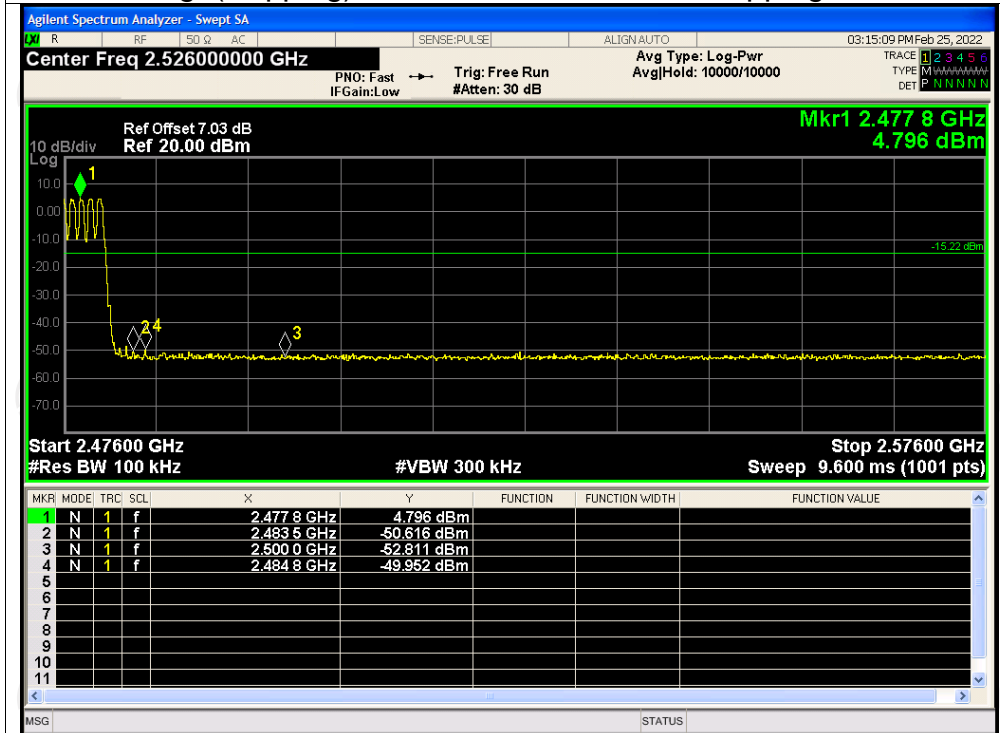 Agilent Spectrum Analyzer - Swept SA
LXI R RF 50 Ω AC SENSE:PULSE ALIGNAUTO 03:15:09 PM Feb 25, 2022
Center Freq 2.526000000 GHz
PNO: Fast Trig: Free Run Avg Type: Log-Pwr TRACE 1 2 3 4 5 6
IFGain:Low #Atten: 30 dB Avg|Hold: 10000/10000 TYPE M
DET P N N N N N
Mkr1 2.477 8 GHz
4.796 dBm
Ref Offset 7.03 dB
10 dB/div Ref 20.00 dBm
Log
1
10.0
0.00
-10.0
-15.22 dBm
-20.0
-30.0
-40.0
2 4
3
-50.0
-60.0
-70.0
Start 2.47600 GHz Stop 2.57600 GHz
#Res BW 100 kHz #VBW 300 kHz Sweep 9.600 ms (1001 pts)
MKR MODE TRC SCL X Y FUNCTION FUNCTION WIDTH FUNCTION VALUE
1 N 1 f 2.477 8 GHz 4.796 dBm
2 N 1 f 2.483 5 GHz -50.616 dBm
3 N 1 f 2.500 0 GHz -52.811 dBm
4 N 1 f 2.484 8 GHz -49.952 dBm
5
6
7
8
9
10
11
MSG STATUS